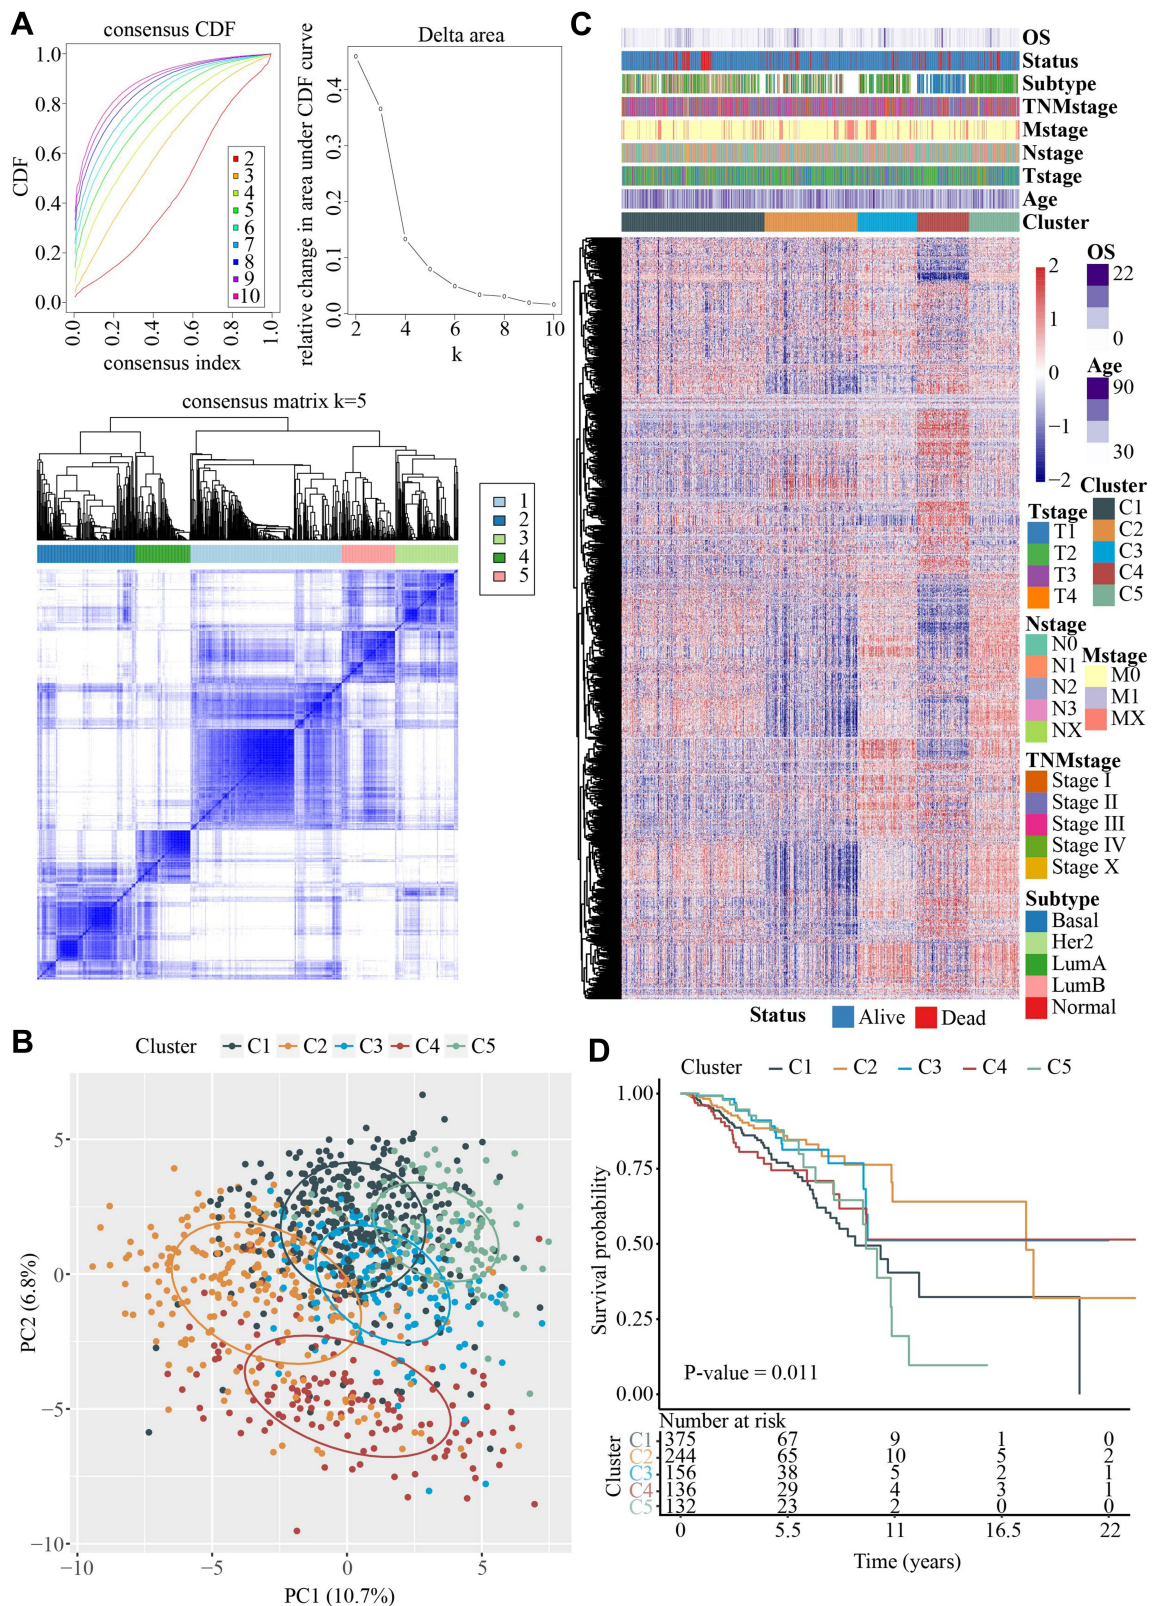 A
consensus CDF
CDF
1.0
0.8
0.6
0.4
0.2
0.0
2
3
4
5
6
7
8
9
10
0.0
0.2
0.4
0.6
0.8
1.0
consensus index
Delta area
relative change in area under CDF curve
0.4
0.3
0.2
0.1
0.0
2
4
6
8
10
k
consensus matrix k=5
1
2
3
4
5
C
OS
Status
Subtype
TNMstage
Mstage
Nstage
Tstage
Age
Cluster
2
1
0
−1
−2
OS
22
0
Age
90
30
Cluster
C1
C2
C3
C4
C5
Tstage
T1
T2
T3
T4
Nstage
N0
N1
N2
N3
NX
Mstage
M0
M1
MX
TNMstage
Stage I
Stage II
Stage III
Stage IV
Stage X
Subtype
Basal
Her2
LumA
LumB
Normal
Status
Alive
Dead
B
Cluster C1 C2 C3 C4 C5
PC2 (6.8%)
5
0
−5
−10
−10 −5 0 5
PC1 (10.7%)
D
Cluster C1 C2 C3 C4 C5
Survival probability
1.00
0.75
0.50
0.25
0.00
P-value = 0.011
Number at risk
Cluster
C1 375 67 9 1 0
C2 244 65 10 5 2
C3 156 38 5 2 1
C4 136 29 4 3 1
C5 132 23 2 0 0
0 5.5 11 16.5 22
Time (years)